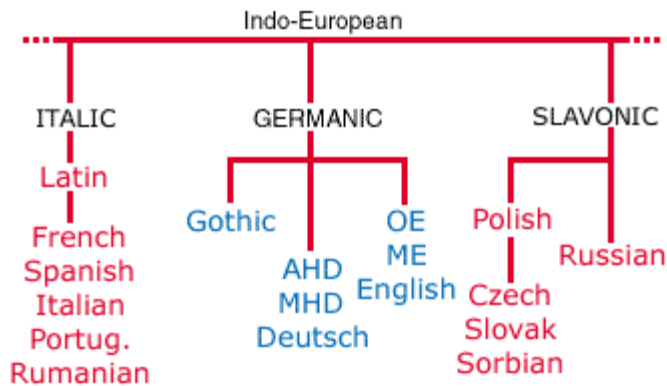 Indo-European
ITALIC
GERMANIC
SLAVONIC
Latin
French
Spanish
Italian
Portug.
Rumanian
Gothic
AHD
MHD
Deutsch
OE
ME
English
Polish
Czech
Slovak
Sorbian
Russian